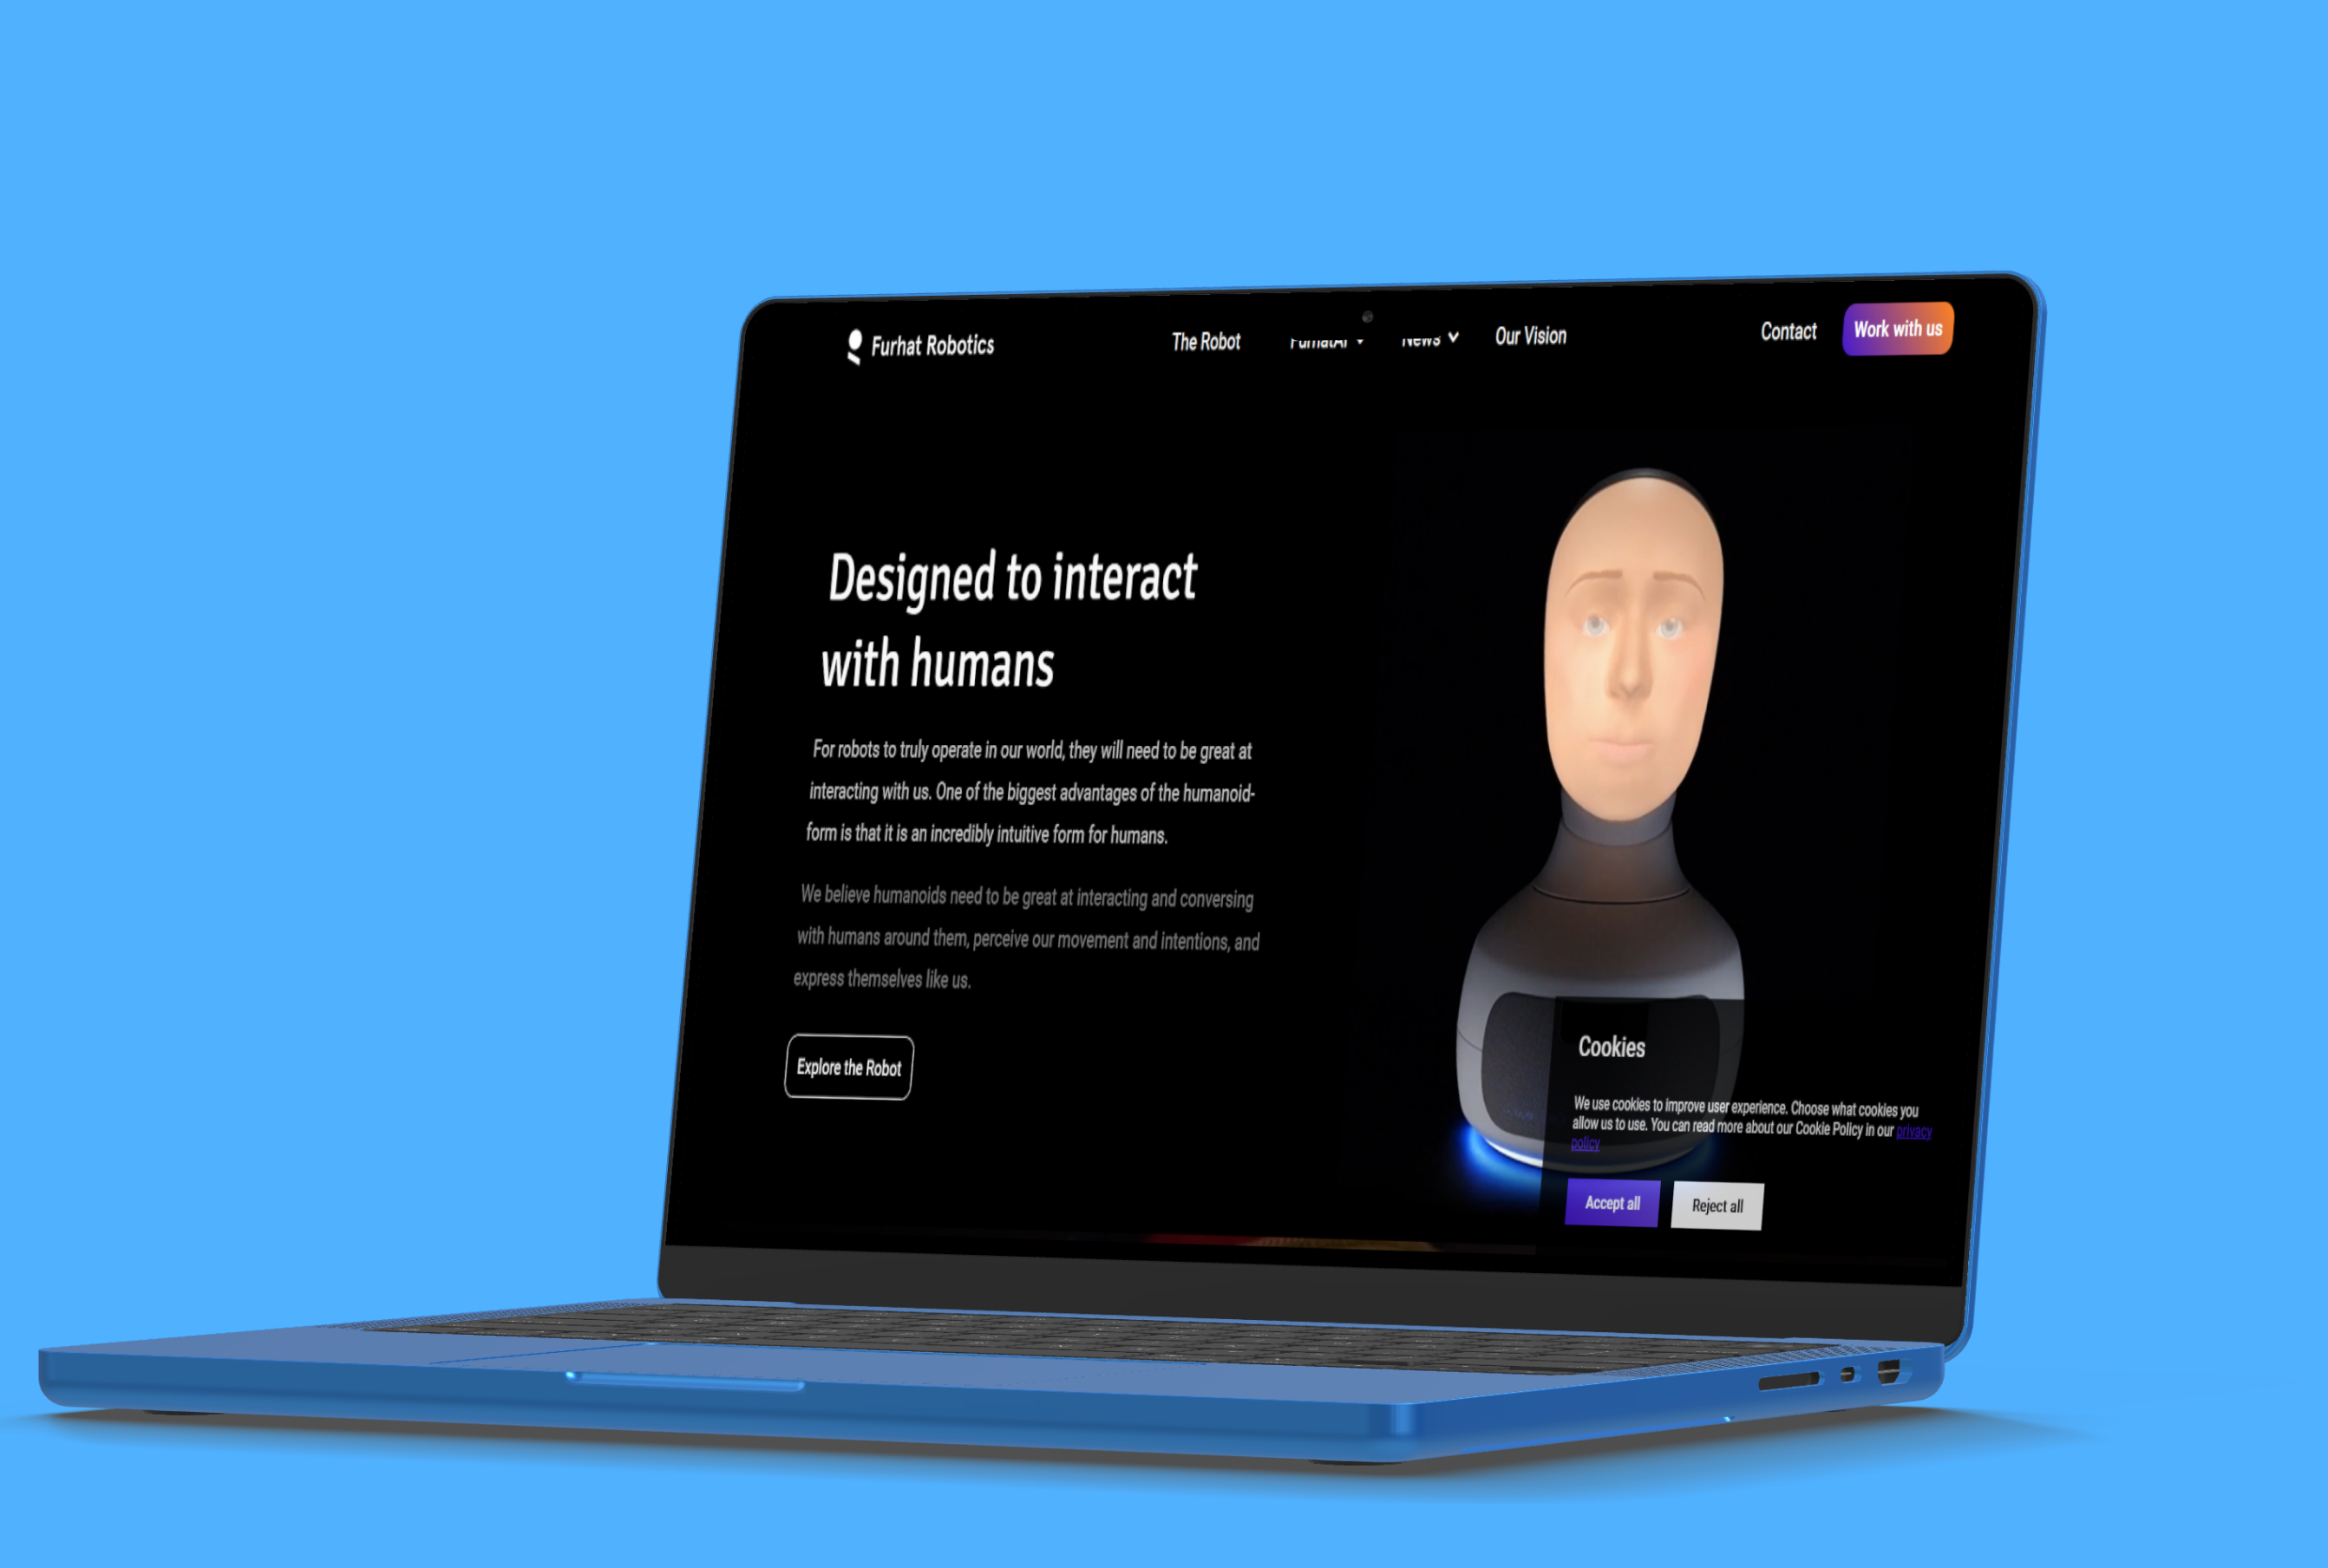 Furhat Robotics
The Robot
FurhatAI
News
Our Vision
Contact
Work with us
Designed to interact
with humans
For robots to truly operate in our world, they will need to be great at
interacting with us. One of the biggest advantages of the humanoid-
form is that it is an incredibly intuitive form for humans.
We believe humanoids need to be great at interacting and conversing
with humans around them, perceive our movement and intentions, and
express themselves like us.
Explore the Robot
Cookies
We use cookies to improve user experience. Choose what cookies you
allow us to use. You can read more about our Cookie Policy in our privacy
policy
Accept all
Reject all